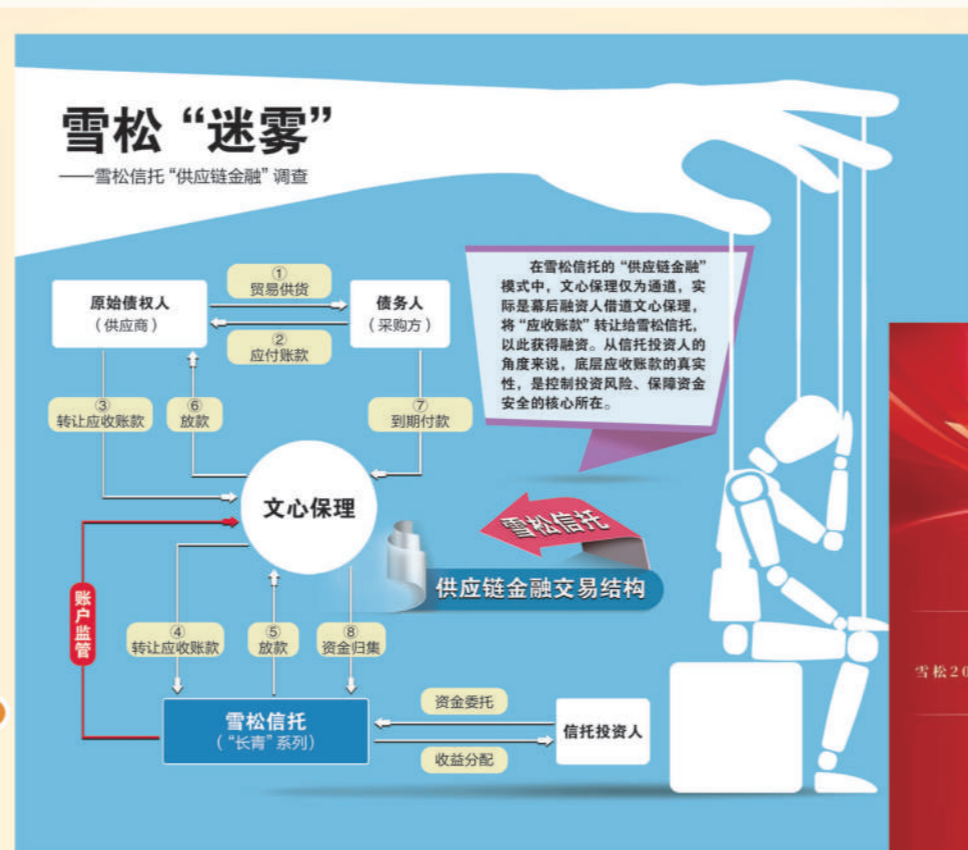 雪松“迷雾”
——雪松信托“供应链金融”调查
在雪松信托的“供应链金融”
模式中，文心保理仅为通道，实
际是幕后融资人借道文心保理，
将“应收账款”转让给雪松信托，
以此获得融资。从信托投资人的
角度来说，底层应收账款的真实
性，是控制投资风险、保障资金
安全的核心所在。
原始债权人
（供应商）
①
贸易供货
债务人
（采购方）
②
应付账款
③
转让应收账款
⑥
放款
⑦
到期付款
文心保理
雪松信托
供应链金融交易结构
账户监管
④
转让应收账款
⑤
放款
⑧
资金归集
雪松信托
（“长青”系列）
资金委托
收益分配
信托投资人
雪松20